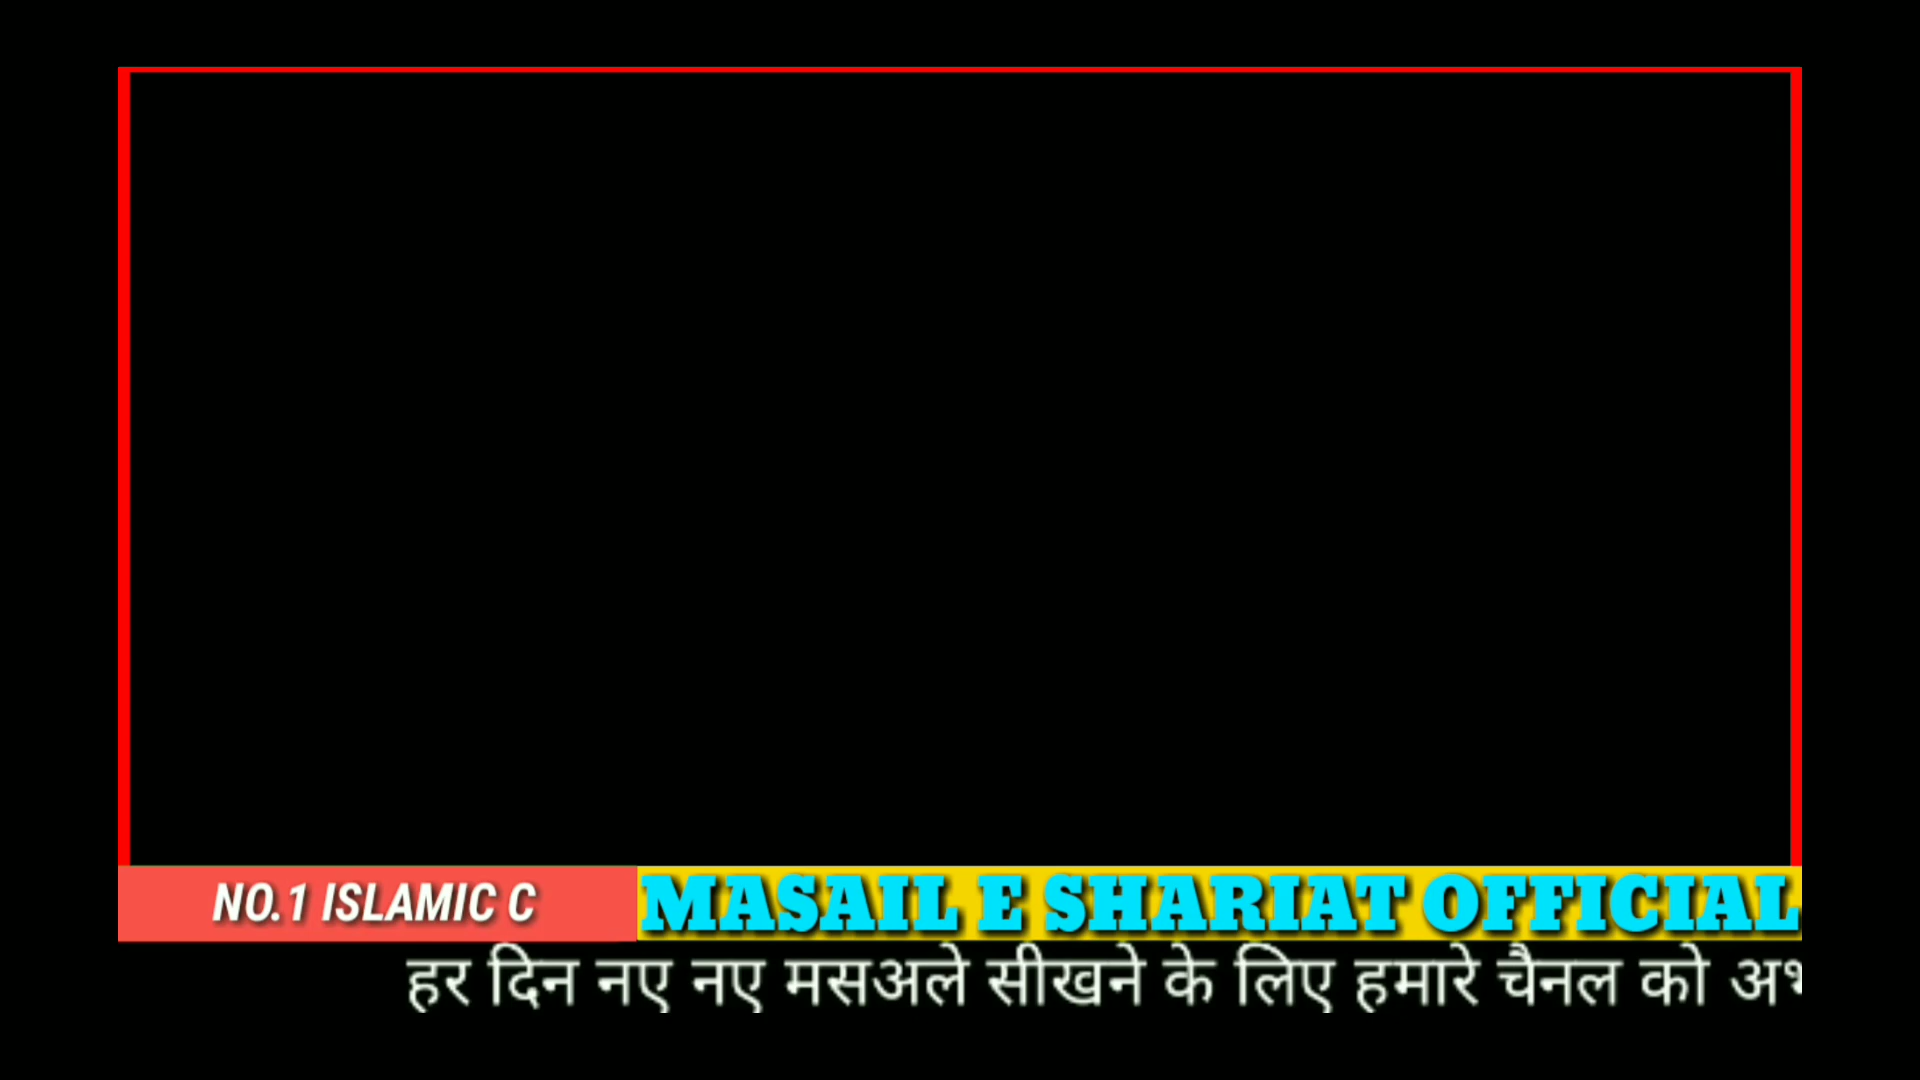 NO.1 ISLAMIC C
MASAIL E SHARIAT OFFICIAL
हर दिन नए नए मसअले सीखने के लिए हमारे चैनल को